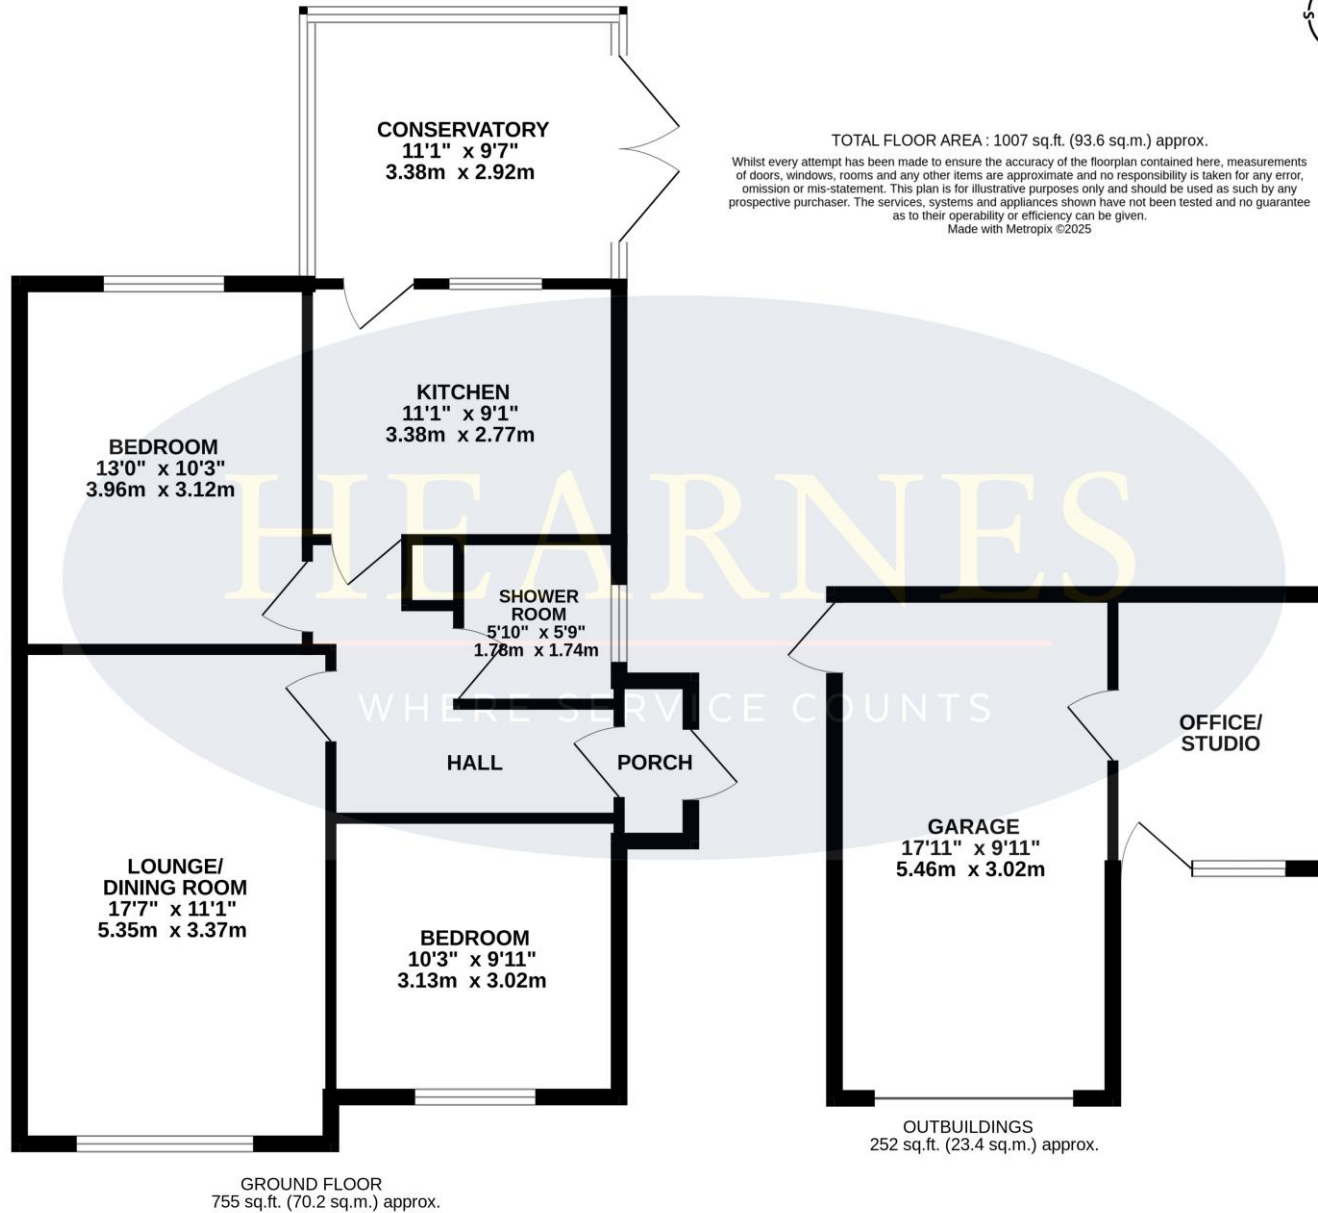 CONSERVATORY
11'1" x 9'7"
3.38m x 2.92m
S
TOTAL FLOOR AREA : 1007 sq.ft. (93.6 sq.m.) approx.
Whilst every attempt has been made to ensure the accuracy of the floorplan contained here, measurements
of doors, windows, rooms and any other items are approximate and no responsibility is taken for any error,
omission or mis-statement. This plan is for illustrative purposes only and should be used as such by any
prospective purchaser. The services, systems and appliances shown have not been tested and no guarantee
as to their operability or efficiency can be given.
Made with Metropix ©2025
KITCHEN
11'1" x 9'1"
3.38m x 2.77m
BEDROOM
13'0" x 10'3"
3.96m x 3.12m
HEARNES
SHOWER
ROOM
5'10" x 5'9"
1.78m x 1.74m
WHERE SERVICE COUNTS
HALL
PORCH
OFFICE/
STUDIO
GARAGE
17'11" x 9'11"
5.46m x 3.02m
LOUNGE/
DINING ROOM
17'7" x 11'1"
5.35m x 3.37m
BEDROOM
10'3" x 9'11"
3.13m x 3.02m
OUTBUILDINGS
252 sq.ft. (23.4 sq.m.) approx.
GROUND FLOOR
755 sq.ft. (70.2 sq.m.) approx.